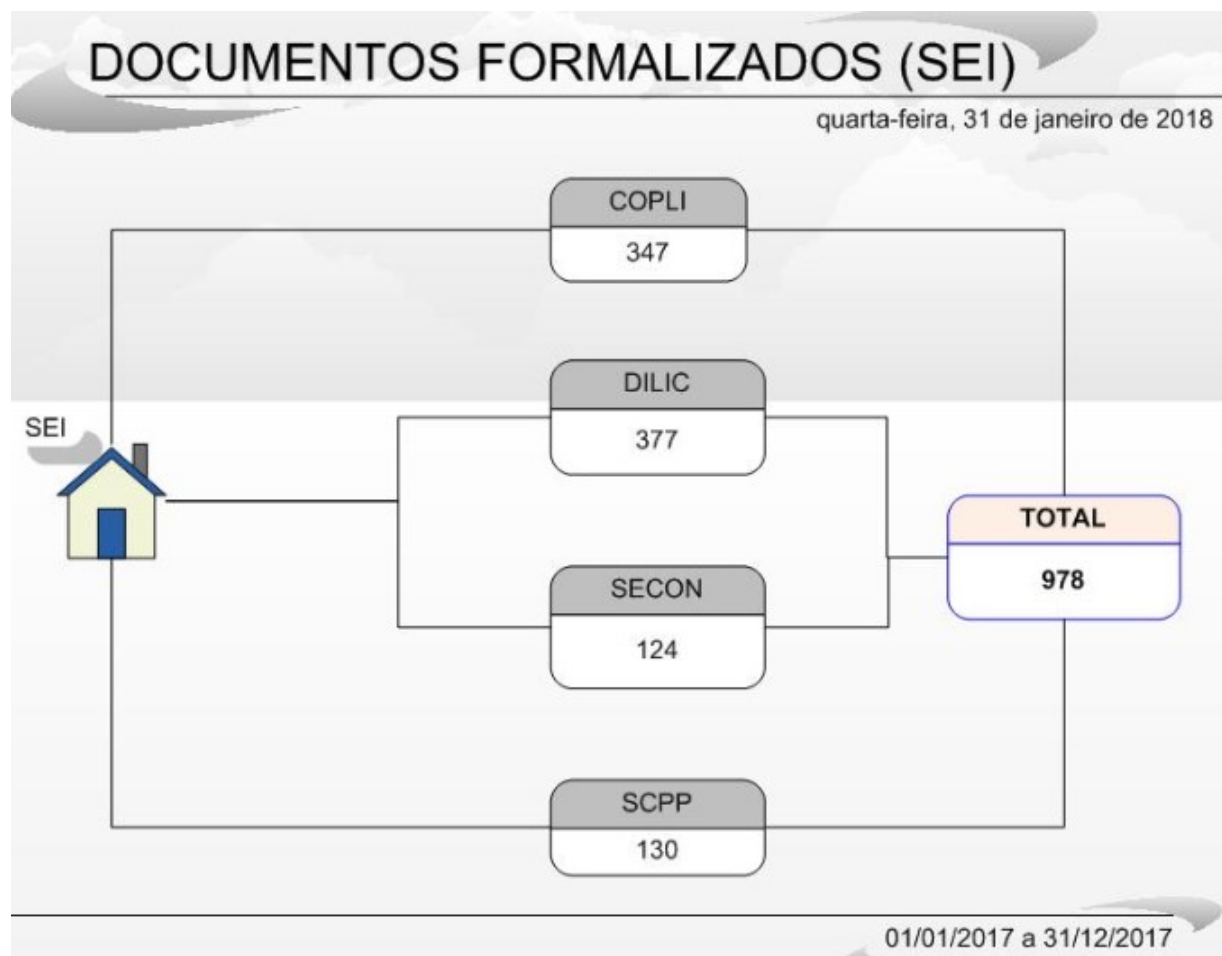 DOCUMENTOS FORMALIZADOS (SEI)
quarta-feira, 31 de janeiro de 2018
COPLI
347
DILIC
377
SEI
TOTAL
978
SECON
124
SCPP
130
01/01/2017 a 31/12/2017